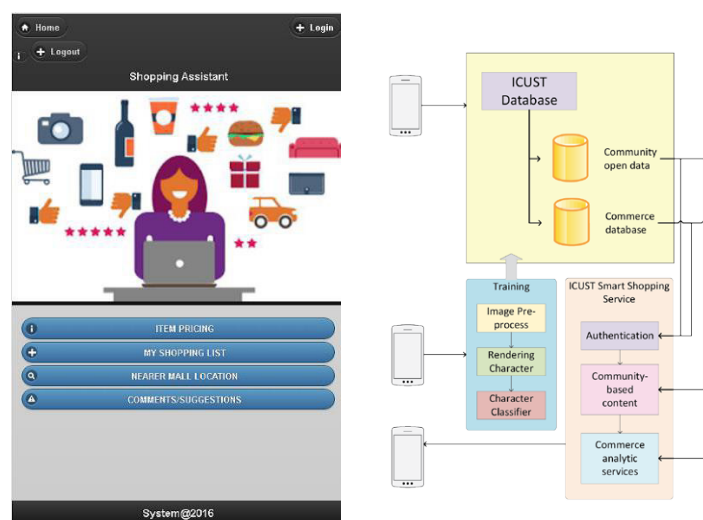 Home
Login
Logout
Shopping Assistant
ITEM PRICING
MY SHOPPING LIST
NEARER MALL LOCATION
COMMENTS/SUGGESTIONS
System@2016
ICUST
Database
Community
open data
Commerce
database
Training
Image Pre-
process
Rendering
Character
Character
Classifier
ICUST Smart Shopping
Service
Authentication
Community-
based
content
Commerce
analytic
services